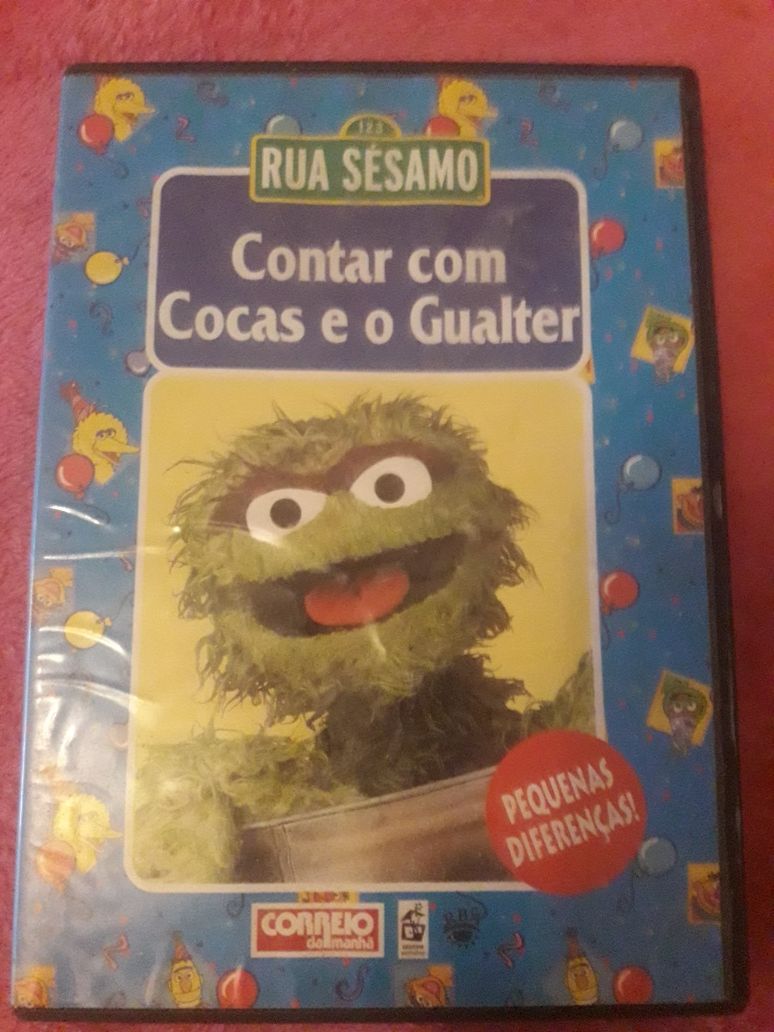 123
RUA SÉSAMO
Contar com
Cocas e o Gualter
PEQUENAS
DIFERENÇAS!
CORREIO
da manhã